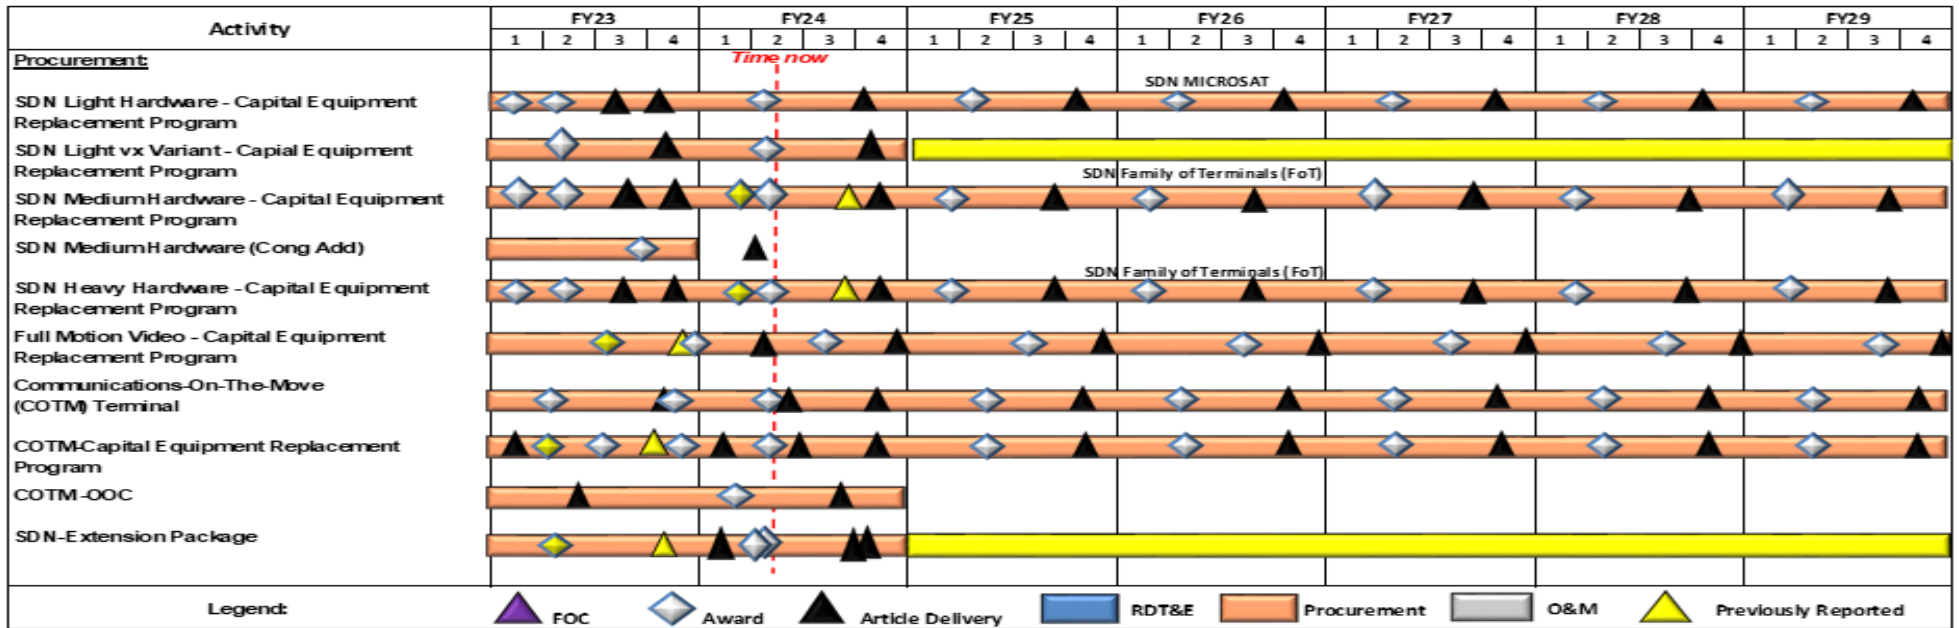 Activity FY23 FY24 FY25 FY26 FY27 FY28 FY29
1 2 3 4 1 2 3 4 1 2 3 4 1 2 3 4 1 2 3 4 1 2 3 4 1 2 3 4
Procurement:
Time now
SDN MICROSAT
SDN Light Hardware - Capital Equipment
Replacement Program
SDN Light vx Variant - Capial Equipment
Replacement Program
SDN Family of Terminals (FoT)
SDN Medium Hardware - Capital Equipment
Replacement Program
SDN Medium Hardware (Cong Add)
SDN Family of Terminals (FoT)
SDN Heavy Hardware - Capital Equipment
Replacement Program
Full Motion Video - Capital Equipment
Replacement Program
Communications-On-The-Move
(COTM) Terminal
COTM-Capital Equipment Replacement
Program
COTM -OOC
SDN-Extension Package
Legend: FOC Award Article Delivery RDT&E Procurement O&M Previously Reported